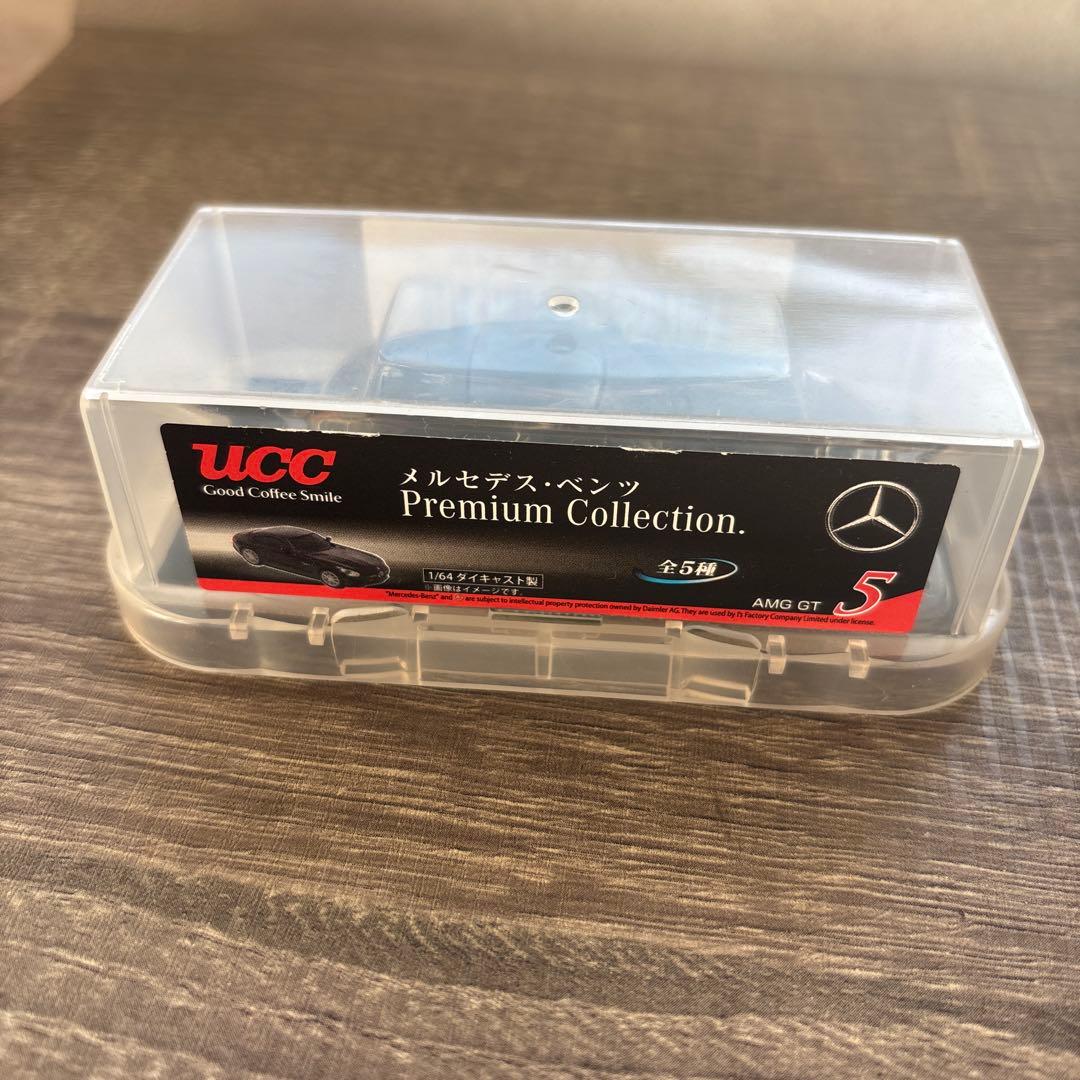 UCC
Good Coffee Smile
メルセデス・ベンツ
Premium Collection.
全5種
1/64 ダイキャスト製
※画像はイメージです。
AMG GT 5
"Mercedes-Benz" and are subject to intellectual property protection owned by Daimler AG. They are used by I's Factory Company Limited under license.